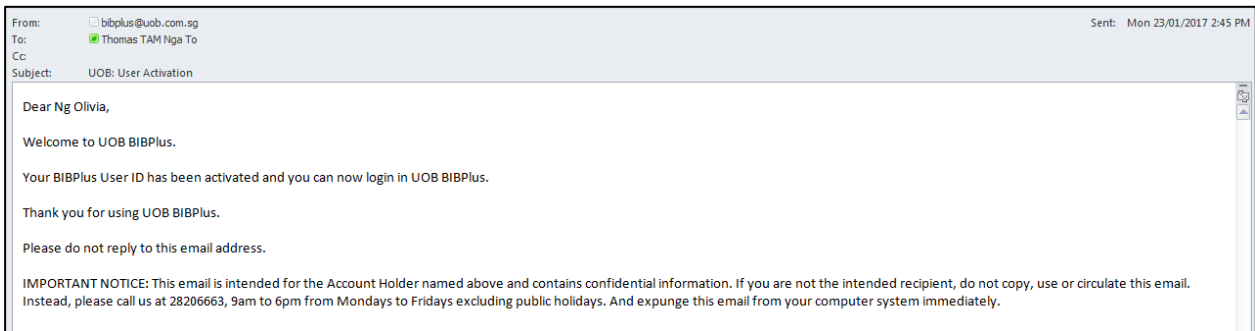 From: bibplus@uob.com.sg Sent: Mon 23/01/2017 2:45 PM
To: Thomas TAM Nga To
Cc:
Subject: UOB: User Activation
Dear Ng Olivia,
Welcome to UOB BIBPlus.
Your BIBPlus User ID has been activated and you can now login in UOB BIBPlus.
Thank you for using UOB BIBPlus.
Please do not reply to this email address.
IMPORTANT NOTICE: This email is intended for the Account Holder named above and contains confidential information. If you are not the intended recipient, do not copy, use or circulate this email.
Instead, please call us at 28206663, 9am to 6pm from Mondays to Fridays excluding public holidays. And expunge this email from your computer system immediately.